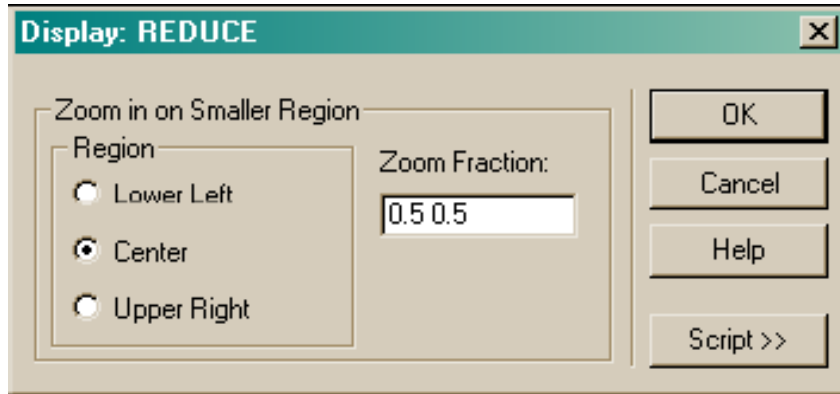 Display: REDUCE
Zoom in on Smaller Region
Region
Lower Left
Center
Upper Right
Zoom Fraction:
0.5 0.5
OK
Cancel
Help
Script >>